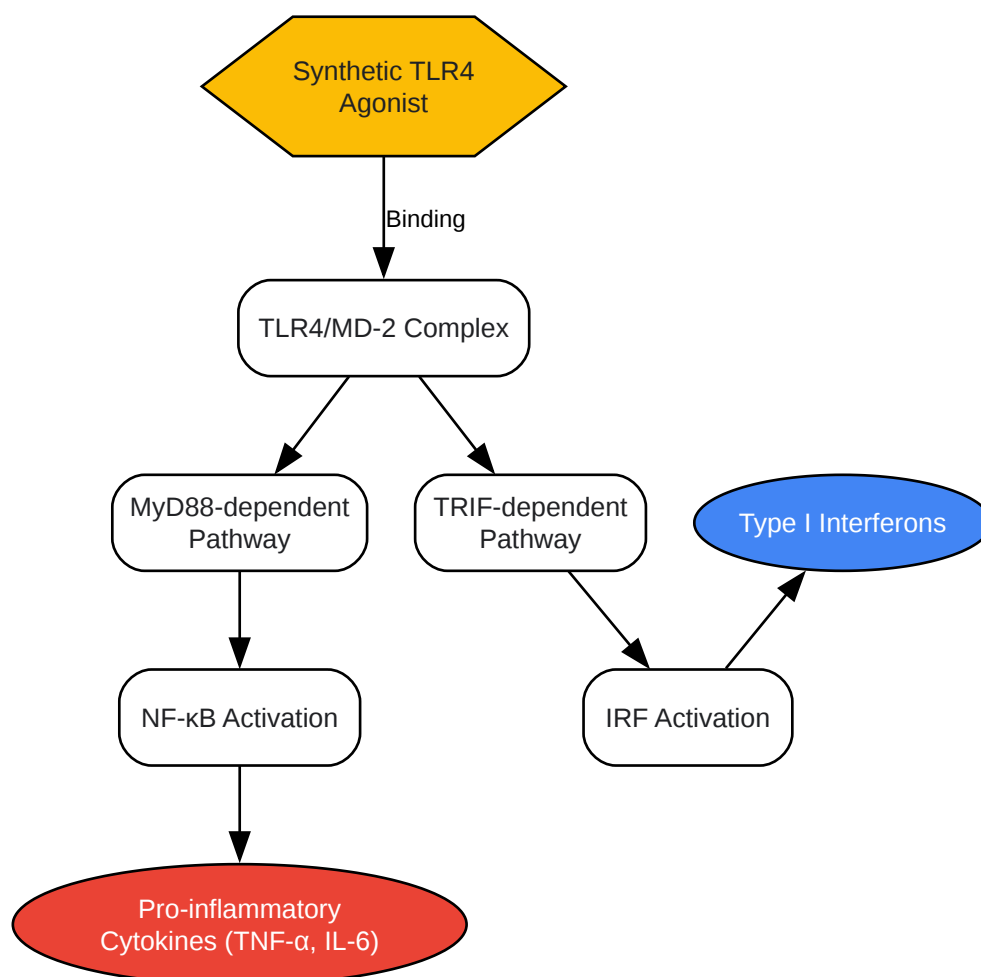 Synthetic TLR4
Agonist
Binding
TLR4/MD-2 Complex
MyD88-dependent
Pathway
TRIF-dependent
Pathway
Type I Interferons
NF-κB Activation
IRF Activation
Pro-inflammatory
Cytokines (TNF-α, IL-6)